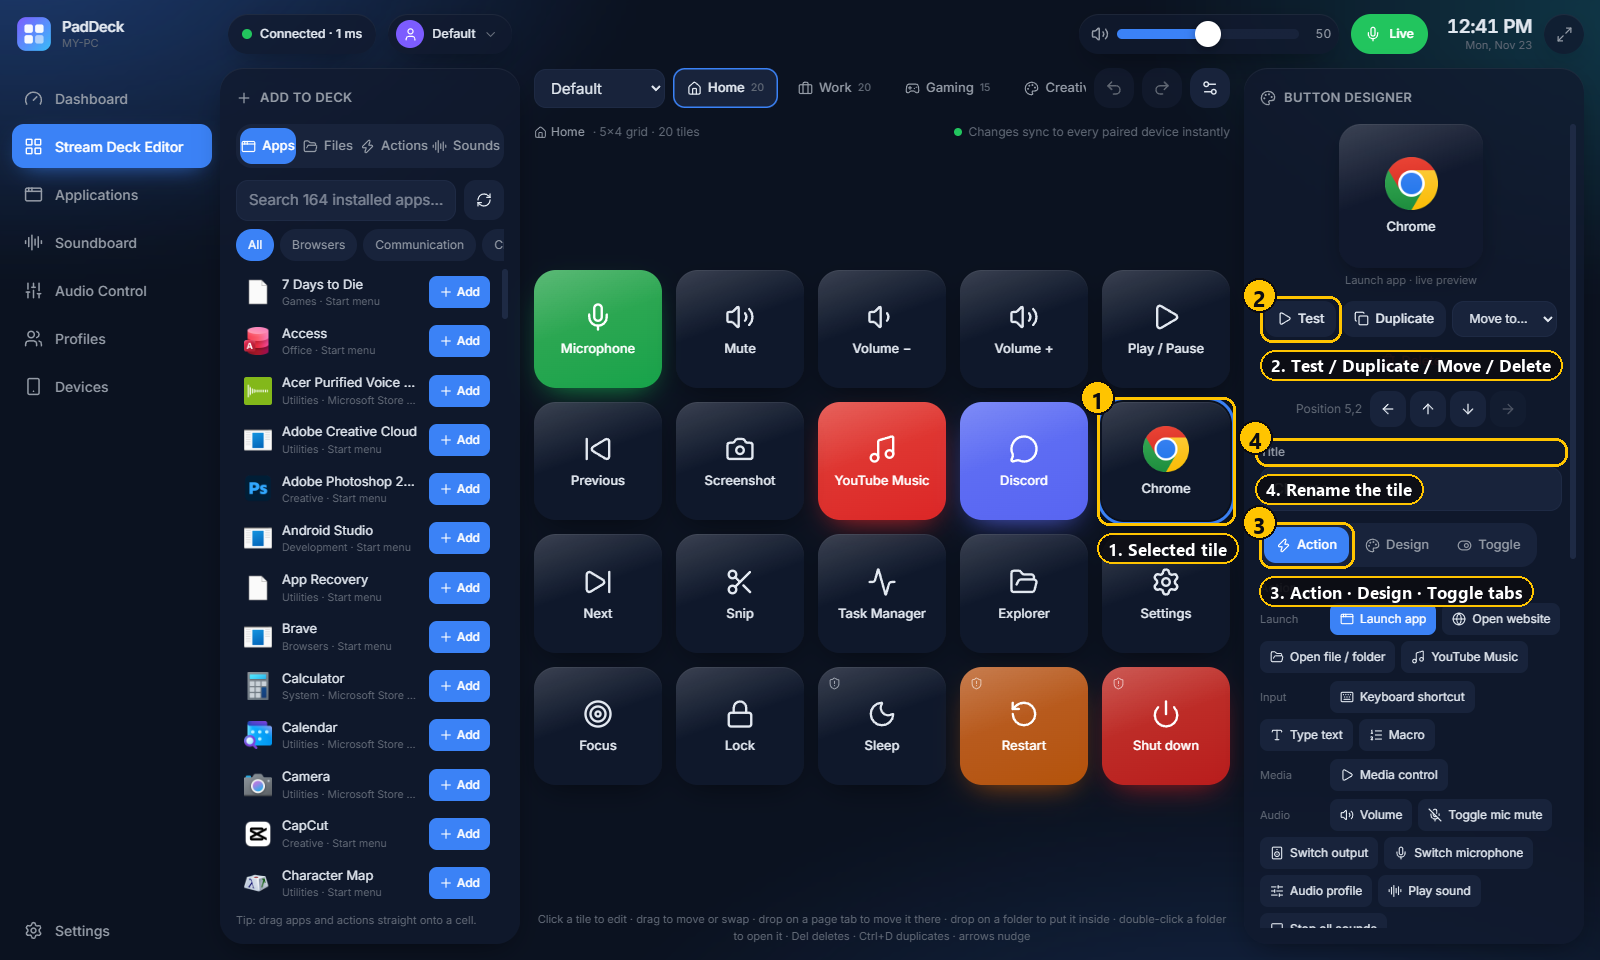 PadDeck
MY-PC
Connected · 1 ms
Default
50
Live
12:41 PM
Mon, Nov 23
Dashboard
Stream Deck Editor
Applications
Soundboard
Audio Control
Profiles
Devices
Settings
ADD TO DECK
Apps
Files
Actions
Sounds
Search 164 installed apps...
All
Browsers
Communication
C
7 Days to Die
Games · Start menu
Add
Access
Office · Start menu
Add
Acer Purified Voice ...
Utilities · Microsoft Store ...
Add
Adobe Creative Cloud
Utilities · Start menu
Add
Adobe Photoshop 2...
Creative · Start menu
Add
Android Studio
Development · Start menu
Add
App Recovery
Utilities · Start menu
Add
Brave
Browsers · Start menu
Add
Calculator
System · Microsoft Store ...
Add
Calendar
Utilities · Microsoft Store ...
Add
Camera
Utilities · Microsoft Store ...
Add
CapCut
Creative · Start menu
Add
Character Map
Utilities · Start menu
Add
Tip: drag apps and actions straight onto a cell.
Default
Home 20
Work 20
Gaming 15
Creativ
Home · 5×4 grid · 20 tiles
Changes sync to every paired device instantly
Microphone
Mute
Volume −
Volume +
Play / Pause
Previous
Screenshot
YouTube Music
Discord
1
Chrome
1. Selected tile
Next
Snip
Task Manager
Explorer
Settings
Focus
Lock
Sleep
Restart
Shut down
Click a tile to edit · drag to move or swap · drop on a page tab to move it there · drop on a folder to put it inside · double-click a folder
to open it · Del deletes · Ctrl+D duplicates · arrows nudge
BUTTON DESIGNER
Chrome
Launch app · live preview
2
Test
Duplicate
Move to...
2. Test / Duplicate / Move / Delete
Position 5,2
4
Title
4. Rename the tile
3
Action
Design
Toggle
3. Action · Design · Toggle tabs
Launch
Launch app
Open website
Open file / folder
YouTube Music
Input
Keyboard shortcut
Type text
Macro
Media
Media control
Audio
Volume
Toggle mic mute
Switch output
Switch microphone
Audio profile
Play sound
Stop all sounds